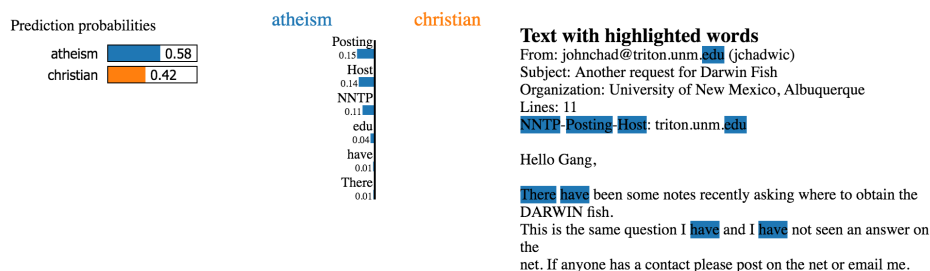 Prediction probabilities
atheism 0.58
christian 0.42
atheism christian
Posting
0.15
Host
0.14
NNTP
0.11
edu
0.04
have
0.01
There
0.01
Text with highlighted words
From: johnchad@triton.unm.edu (jchadwic)
Subject: Another request for Darwin Fish
Organization: University of New Mexico, Albuquerque
Lines: 11
NNTP-Posting-Host: triton.unm.edu
Hello Gang,
There have been some notes recently asking where to obtain the
DARWIN fish.
This is the same question I have and I have not seen an answer on
the
net. If anyone has a contact please post on the net or email me.